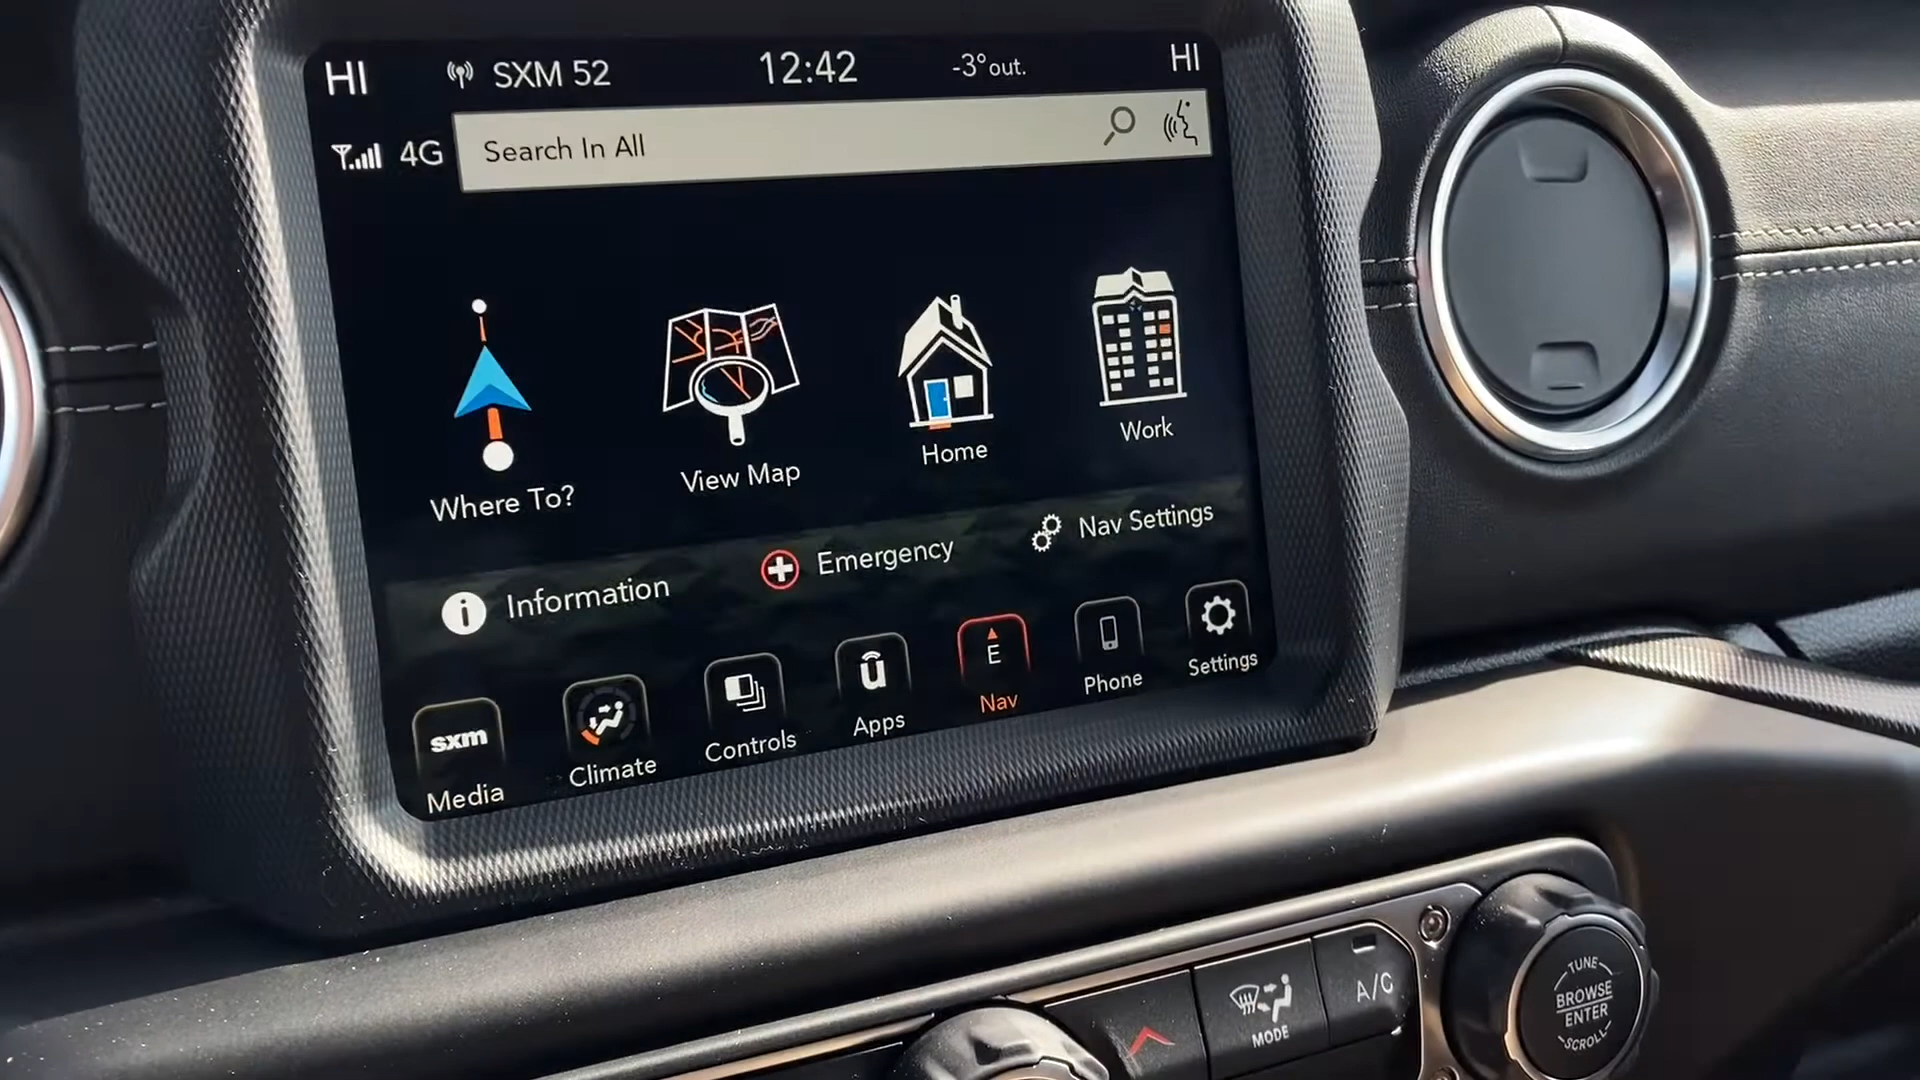 HI SXM 52 12:42 -3°out. HI
4G Search In All
Where To? View Map Home Work
Information Emergency Nav Settings
sxm u E
Media Climate Controls Apps Nav Phone Settings
MODE A/C
TUNE
BROWSE
ENTER
SCROLL